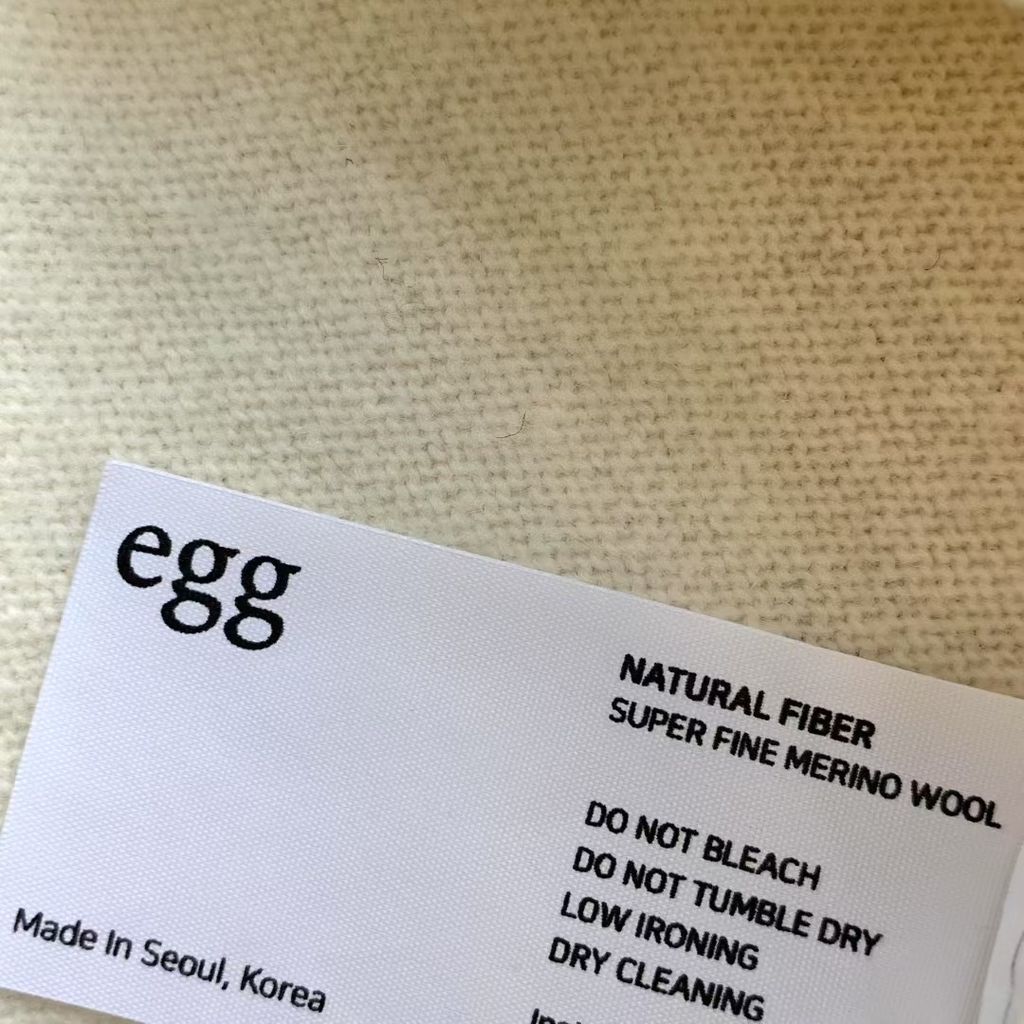 egg
NATURAL FIBER
SUPER FINE MERINO WOOL
DO NOT BLEACH
DO NOT TUMBLE DRY
LOW IRONING
DRY CLEANING
Made In Seoul, Korea